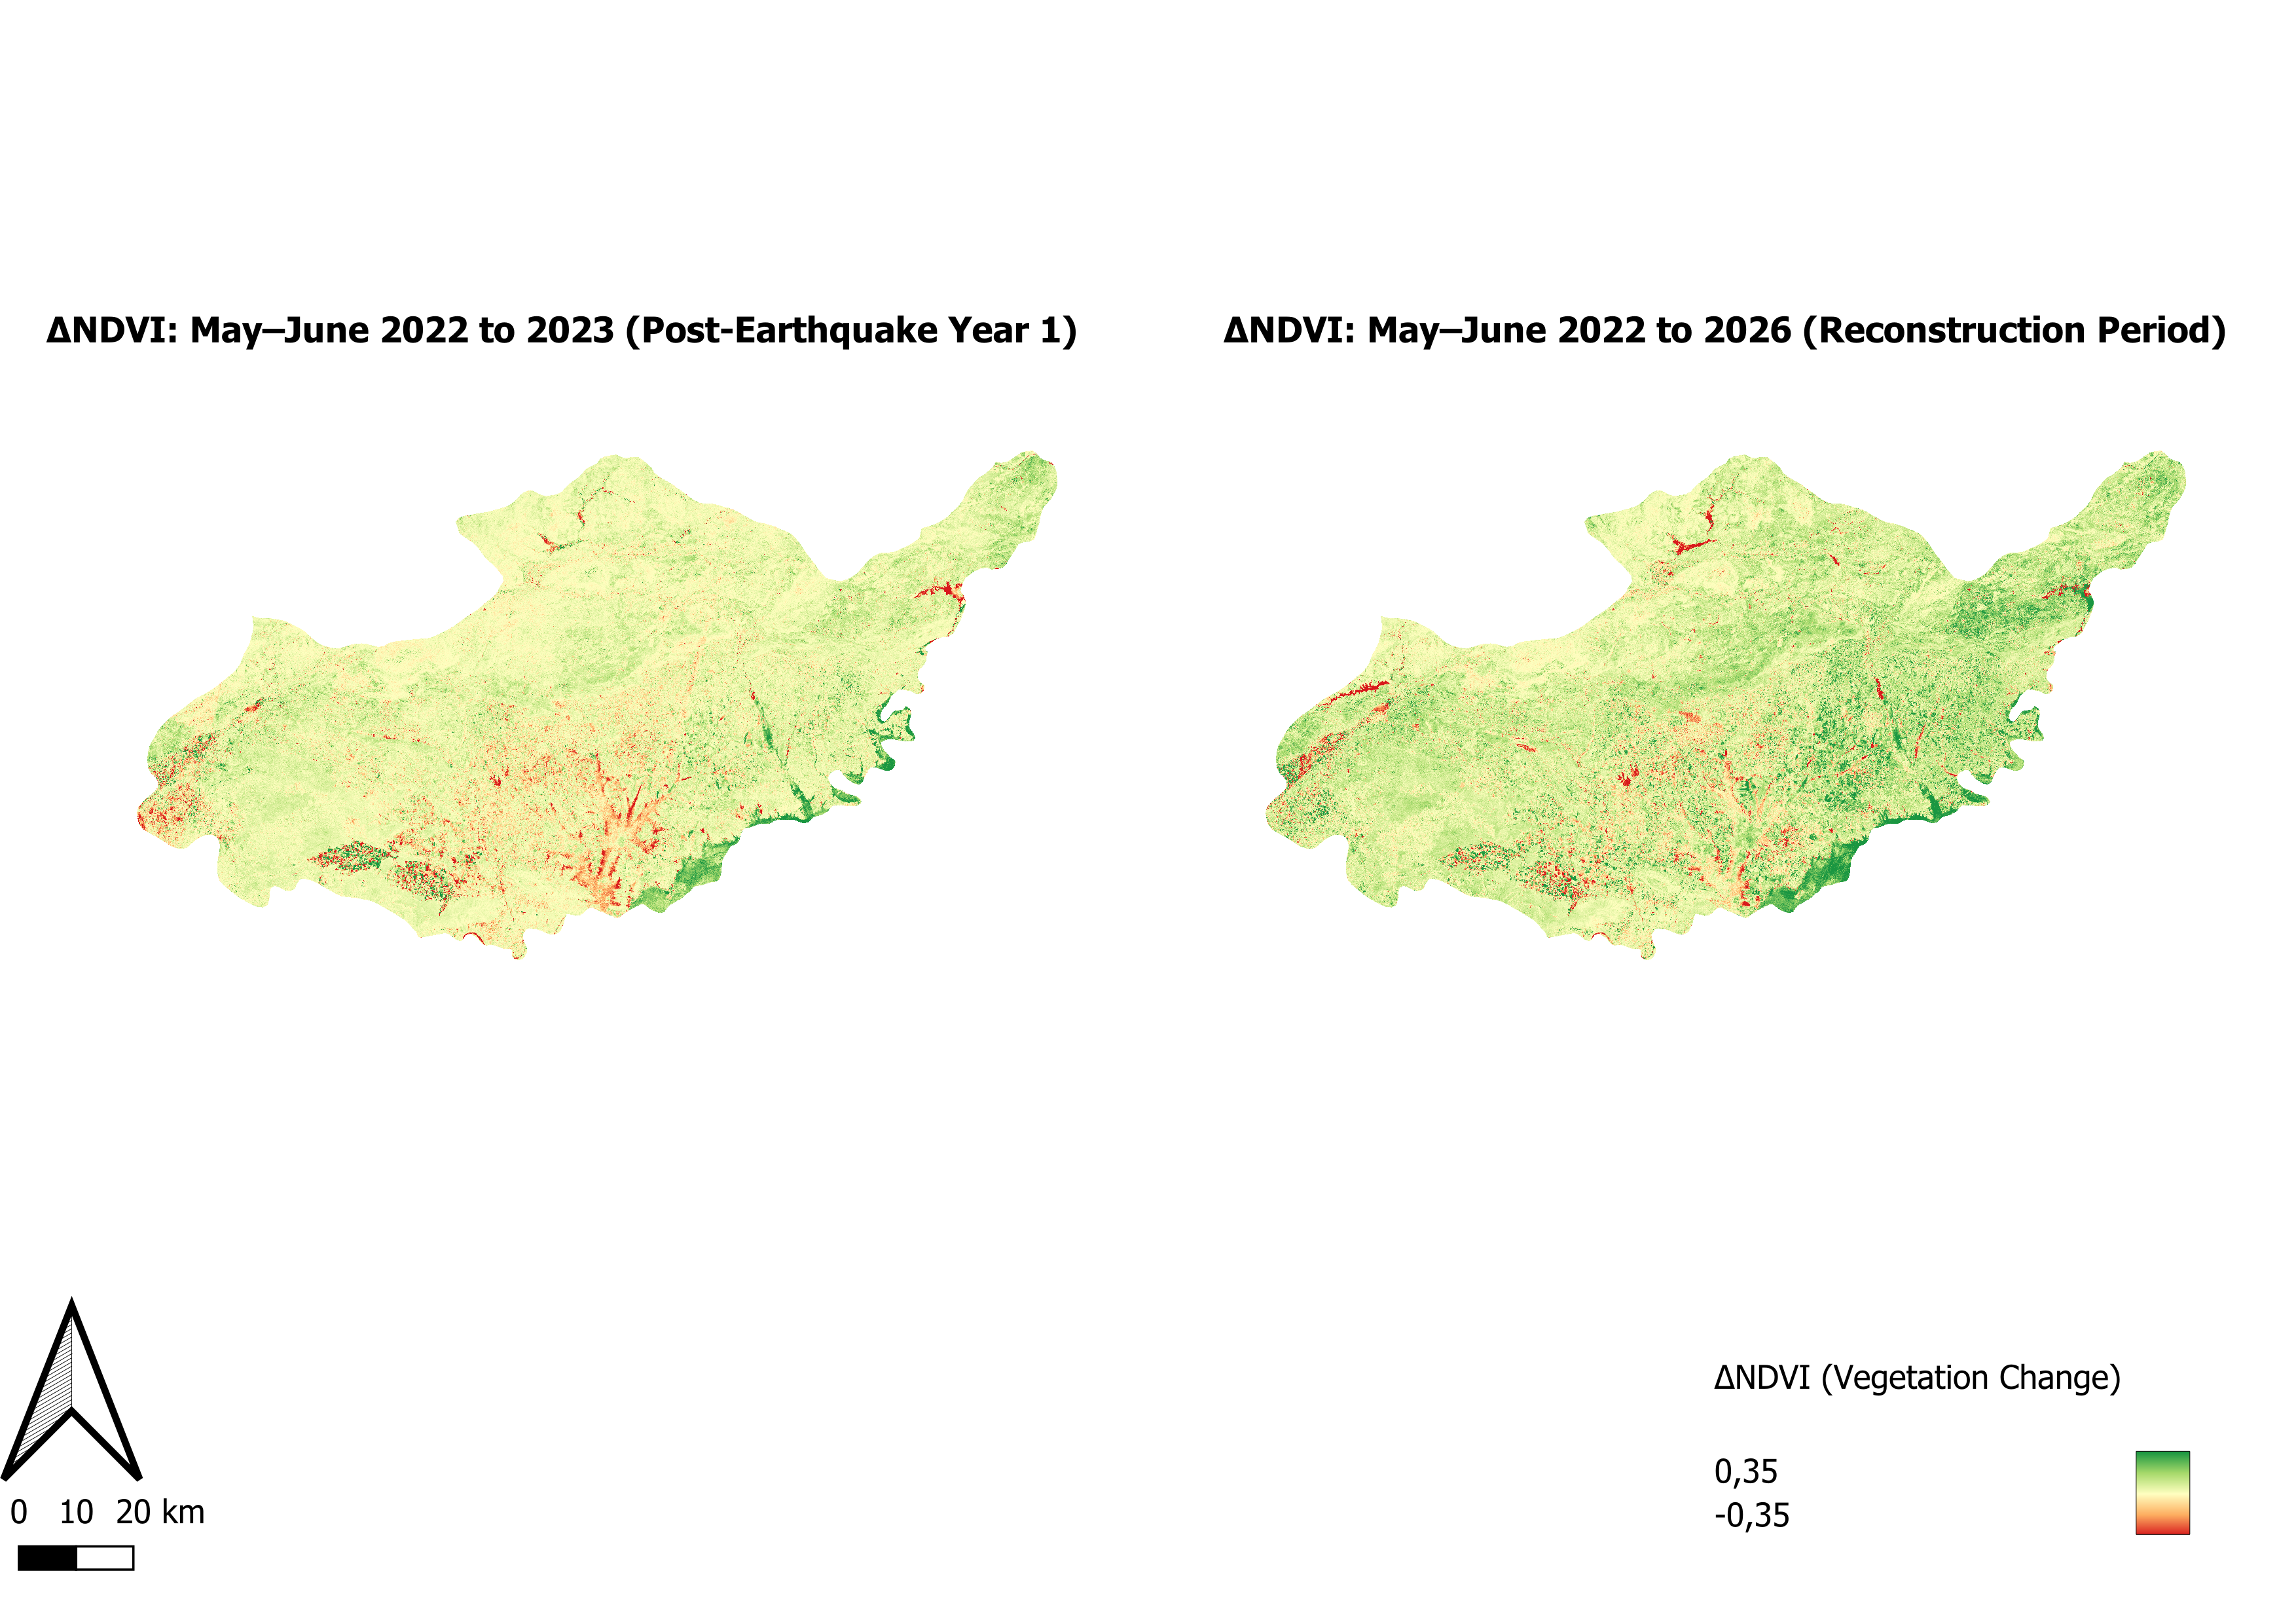 ΔNDVI: May—June 2022 to 2023 (Post-Earthquake Year 1)
ΔNDVI: May—June 2022 to 2026 (Reconstruction Period)
ΔNDVI (Vegetation Change)
0,35
-0,35
0 10 20 km